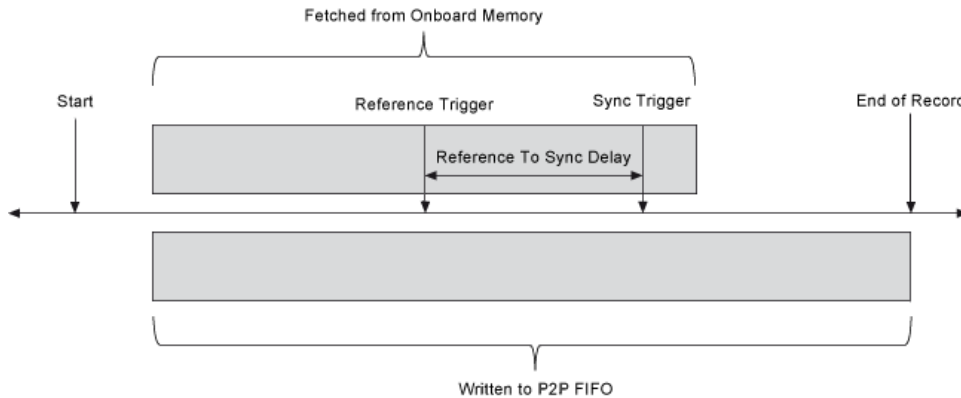 Fetched from Onboard Memory
Start
Reference Trigger
Sync Trigger
End of Record
Reference To Sync Delay
Written to P2P FIFO